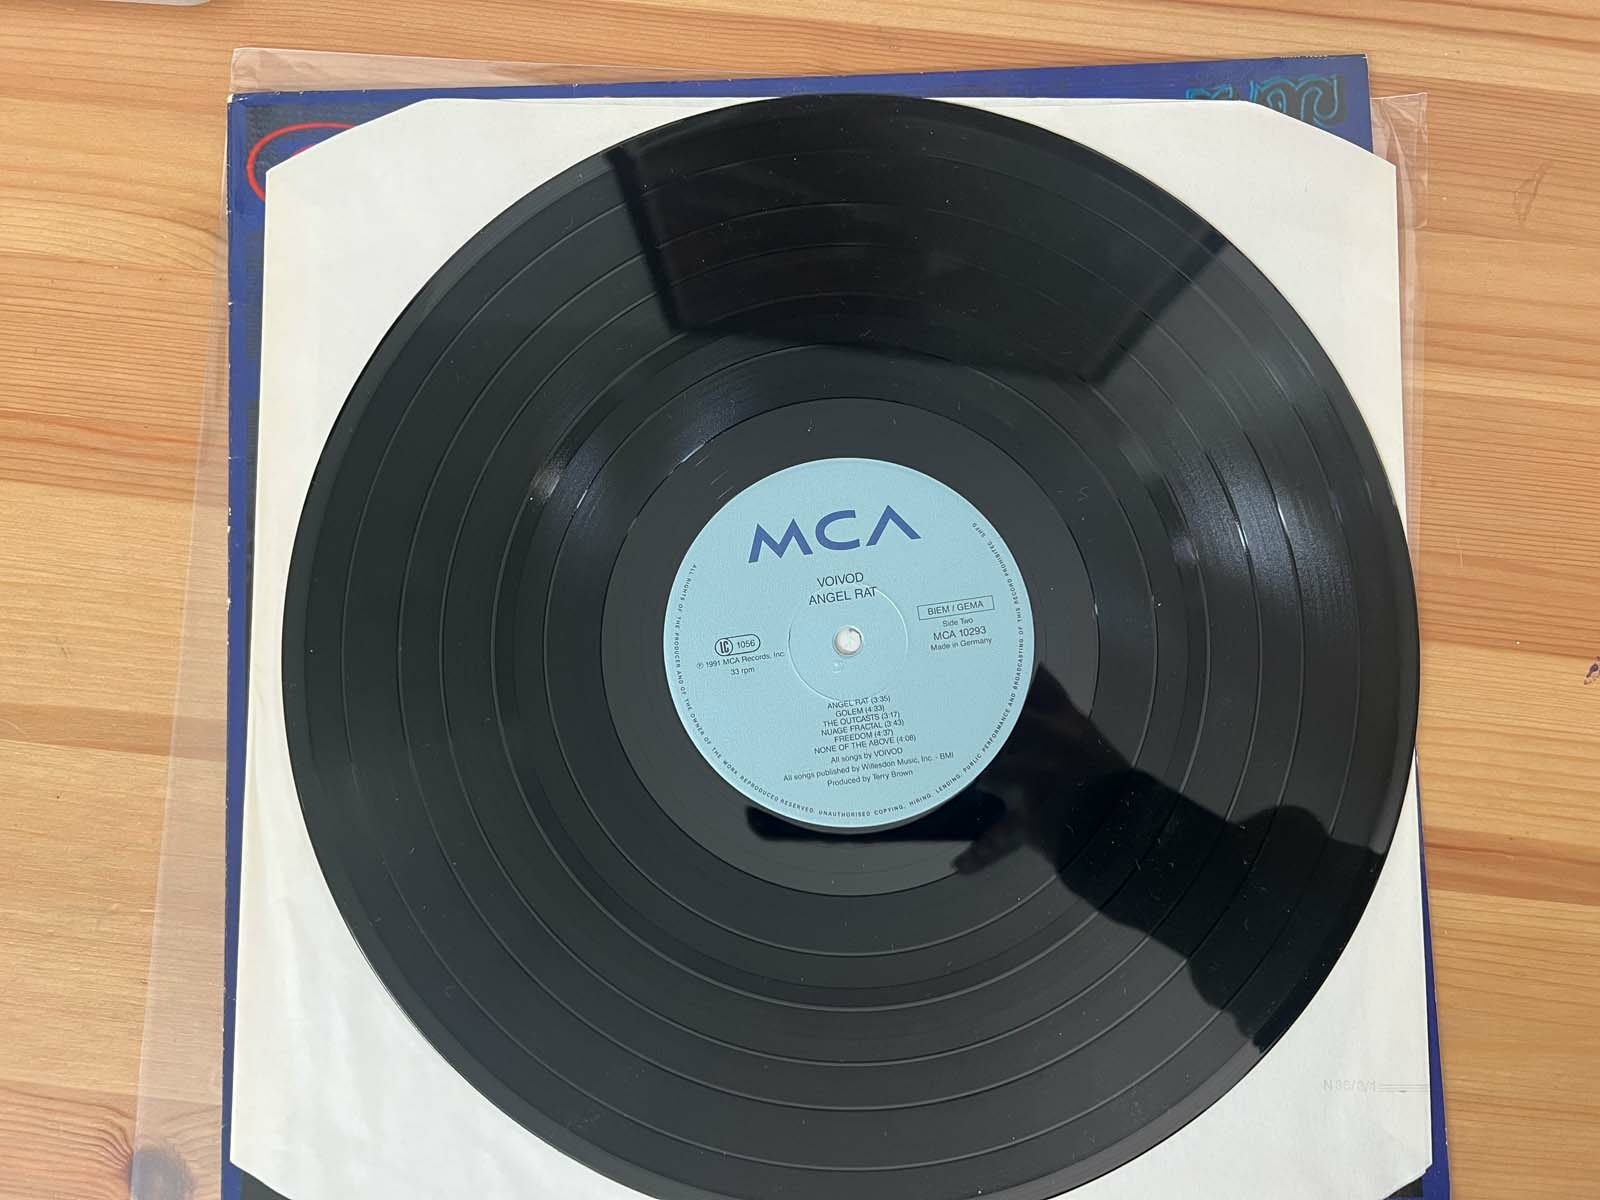 MCA
VOIVOD
ANGEL RAT
BIEM / GEMA
Side Two
MCA 10293
Made in Germany
LC 1056
℗ 1991 MCA Records, Inc.
33 rpm
ANGEL RAT (3:35)
GOLEM (4:33)
THE OUTCASTS (3:17)
NUAGE FRACTAL (3:43)
FREEDOM (4:37)
NONE OF THE ABOVE (4:08)
All songs by VOIVOD
All songs published by Willesdon Music, Inc. - BMI
Produced by Terry Brown
ALL RIGHTS OF THE PRODUCER AND OF THE OWNER OF THE WORK REPRODUCED RESERVED. UNAUTHORISED COPYING, HIRING, LENDING, PUBLIC PERFORMANCE AND BROADCASTING OF THIS RECORD PROHIBITED.